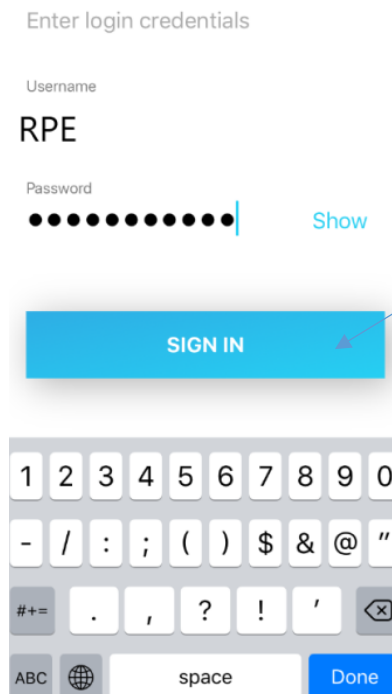 Enter login credentials
Username
RPE
Password
●●●●●●●●●●● Show
SIGN IN
1 2 3 4 5 6 7 8 9 0
- / : ; ( ) $ & @ "
#+= . , ? ! '
ABC space Done